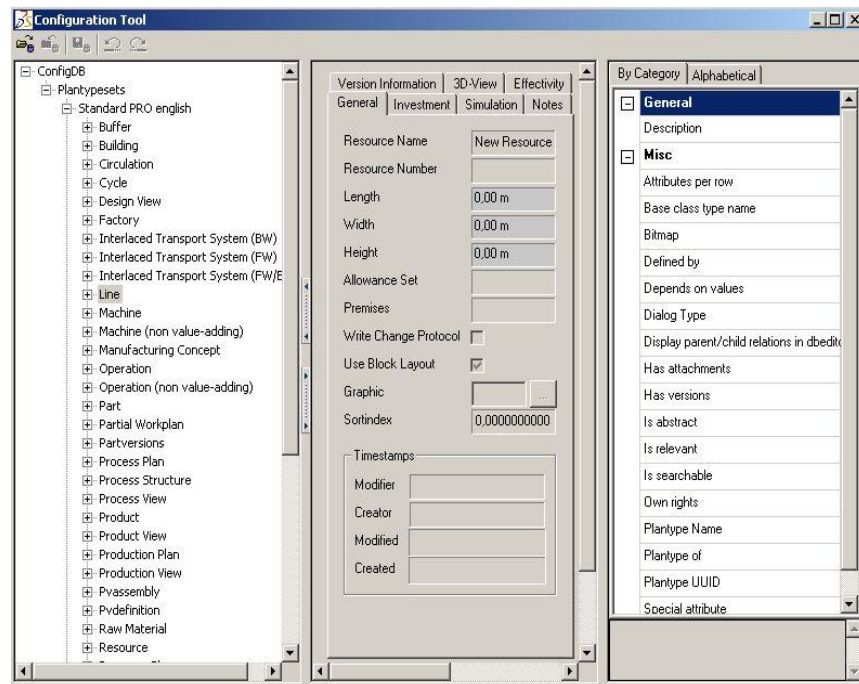 Configuration Tool
ConfigDB
Plantypesets
Standard PRO english
Buffer
Building
Circulation
Cycle
Design View
Factory
Interlaced Transport System (BW)
Interlaced Transport System (FW)
Interlaced Transport System (FW/E
Line
Machine
Machine (non value-adding)
Manufacturing Concept
Operation
Operation (non value-adding)
Part
Partial Workplan
Partversions
Process Plan
Process Structure
Process View
Product
Product View
Production Plan
Production View
Pvassembly
Pvdefinition
Raw Material
Resource
Version Information 3D-View Effectivity
General Investment Simulation Notes
Resource Name New Resource
Resource Number
Length 0,00 m
Width 0,00 m
Height 0,00 m
Allowance Set
Premises
Write Change Protocol
Use Block Layout
Graphic ...
Sortindex 0,0000000000
Timestamps
Modifier
Creator
Modified
Created
By Category Alphabetical
General
Description
Misc
Attributes per row
Base class type name
Bitmap
Defined by
Depends on values
Dialog Type
Display parent/child relations in dbedito
Has attachments
Has versions
Is abstract
Is relevant
Is searchable
Own rights
Plantype Name
Plantype of
Plantype UUID
Special attribute